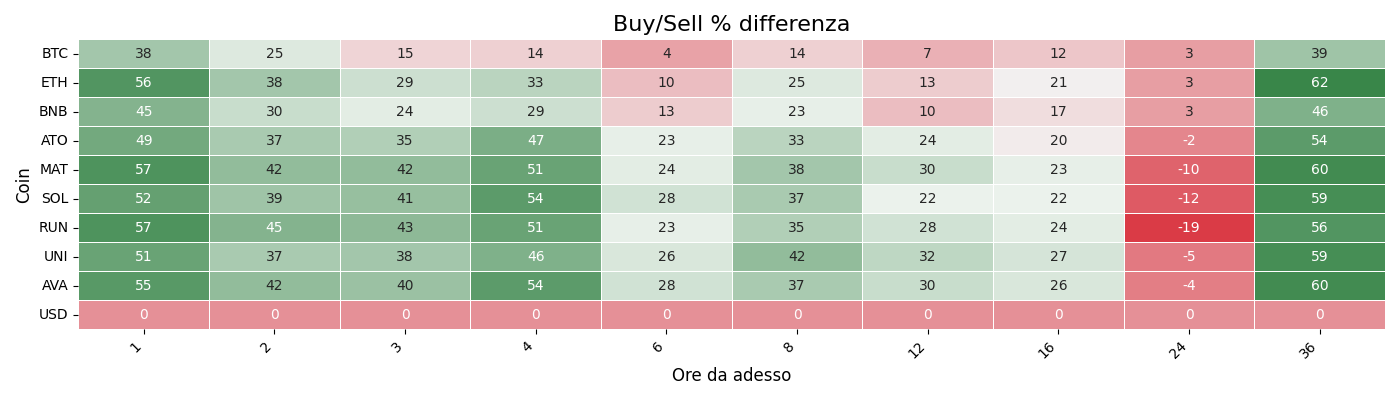 Buy/Sell % differenza
Coin
BTC 38 25 15 14 4 14 7 12 3 39
ETH 56 38 29 33 10 25 13 21 3 62
BNB 45 30 24 29 13 23 10 17 3 46
ATO 49 37 35 47 23 33 24 20 -2 54
MAT 57 42 42 51 24 38 30 23 -10 60
SOL 52 39 41 54 28 37 22 22 -12 59
RUN 57 45 43 51 23 35 28 24 -19 56
UNI 51 37 38 46 26 42 32 27 -5 59
AVA 55 42 40 54 28 37 30 26 -4 60
USD 0 0 0 0 0 0 0 0 0 0
1 2 3 4 6 8 12 16 24 36
Ore da adesso